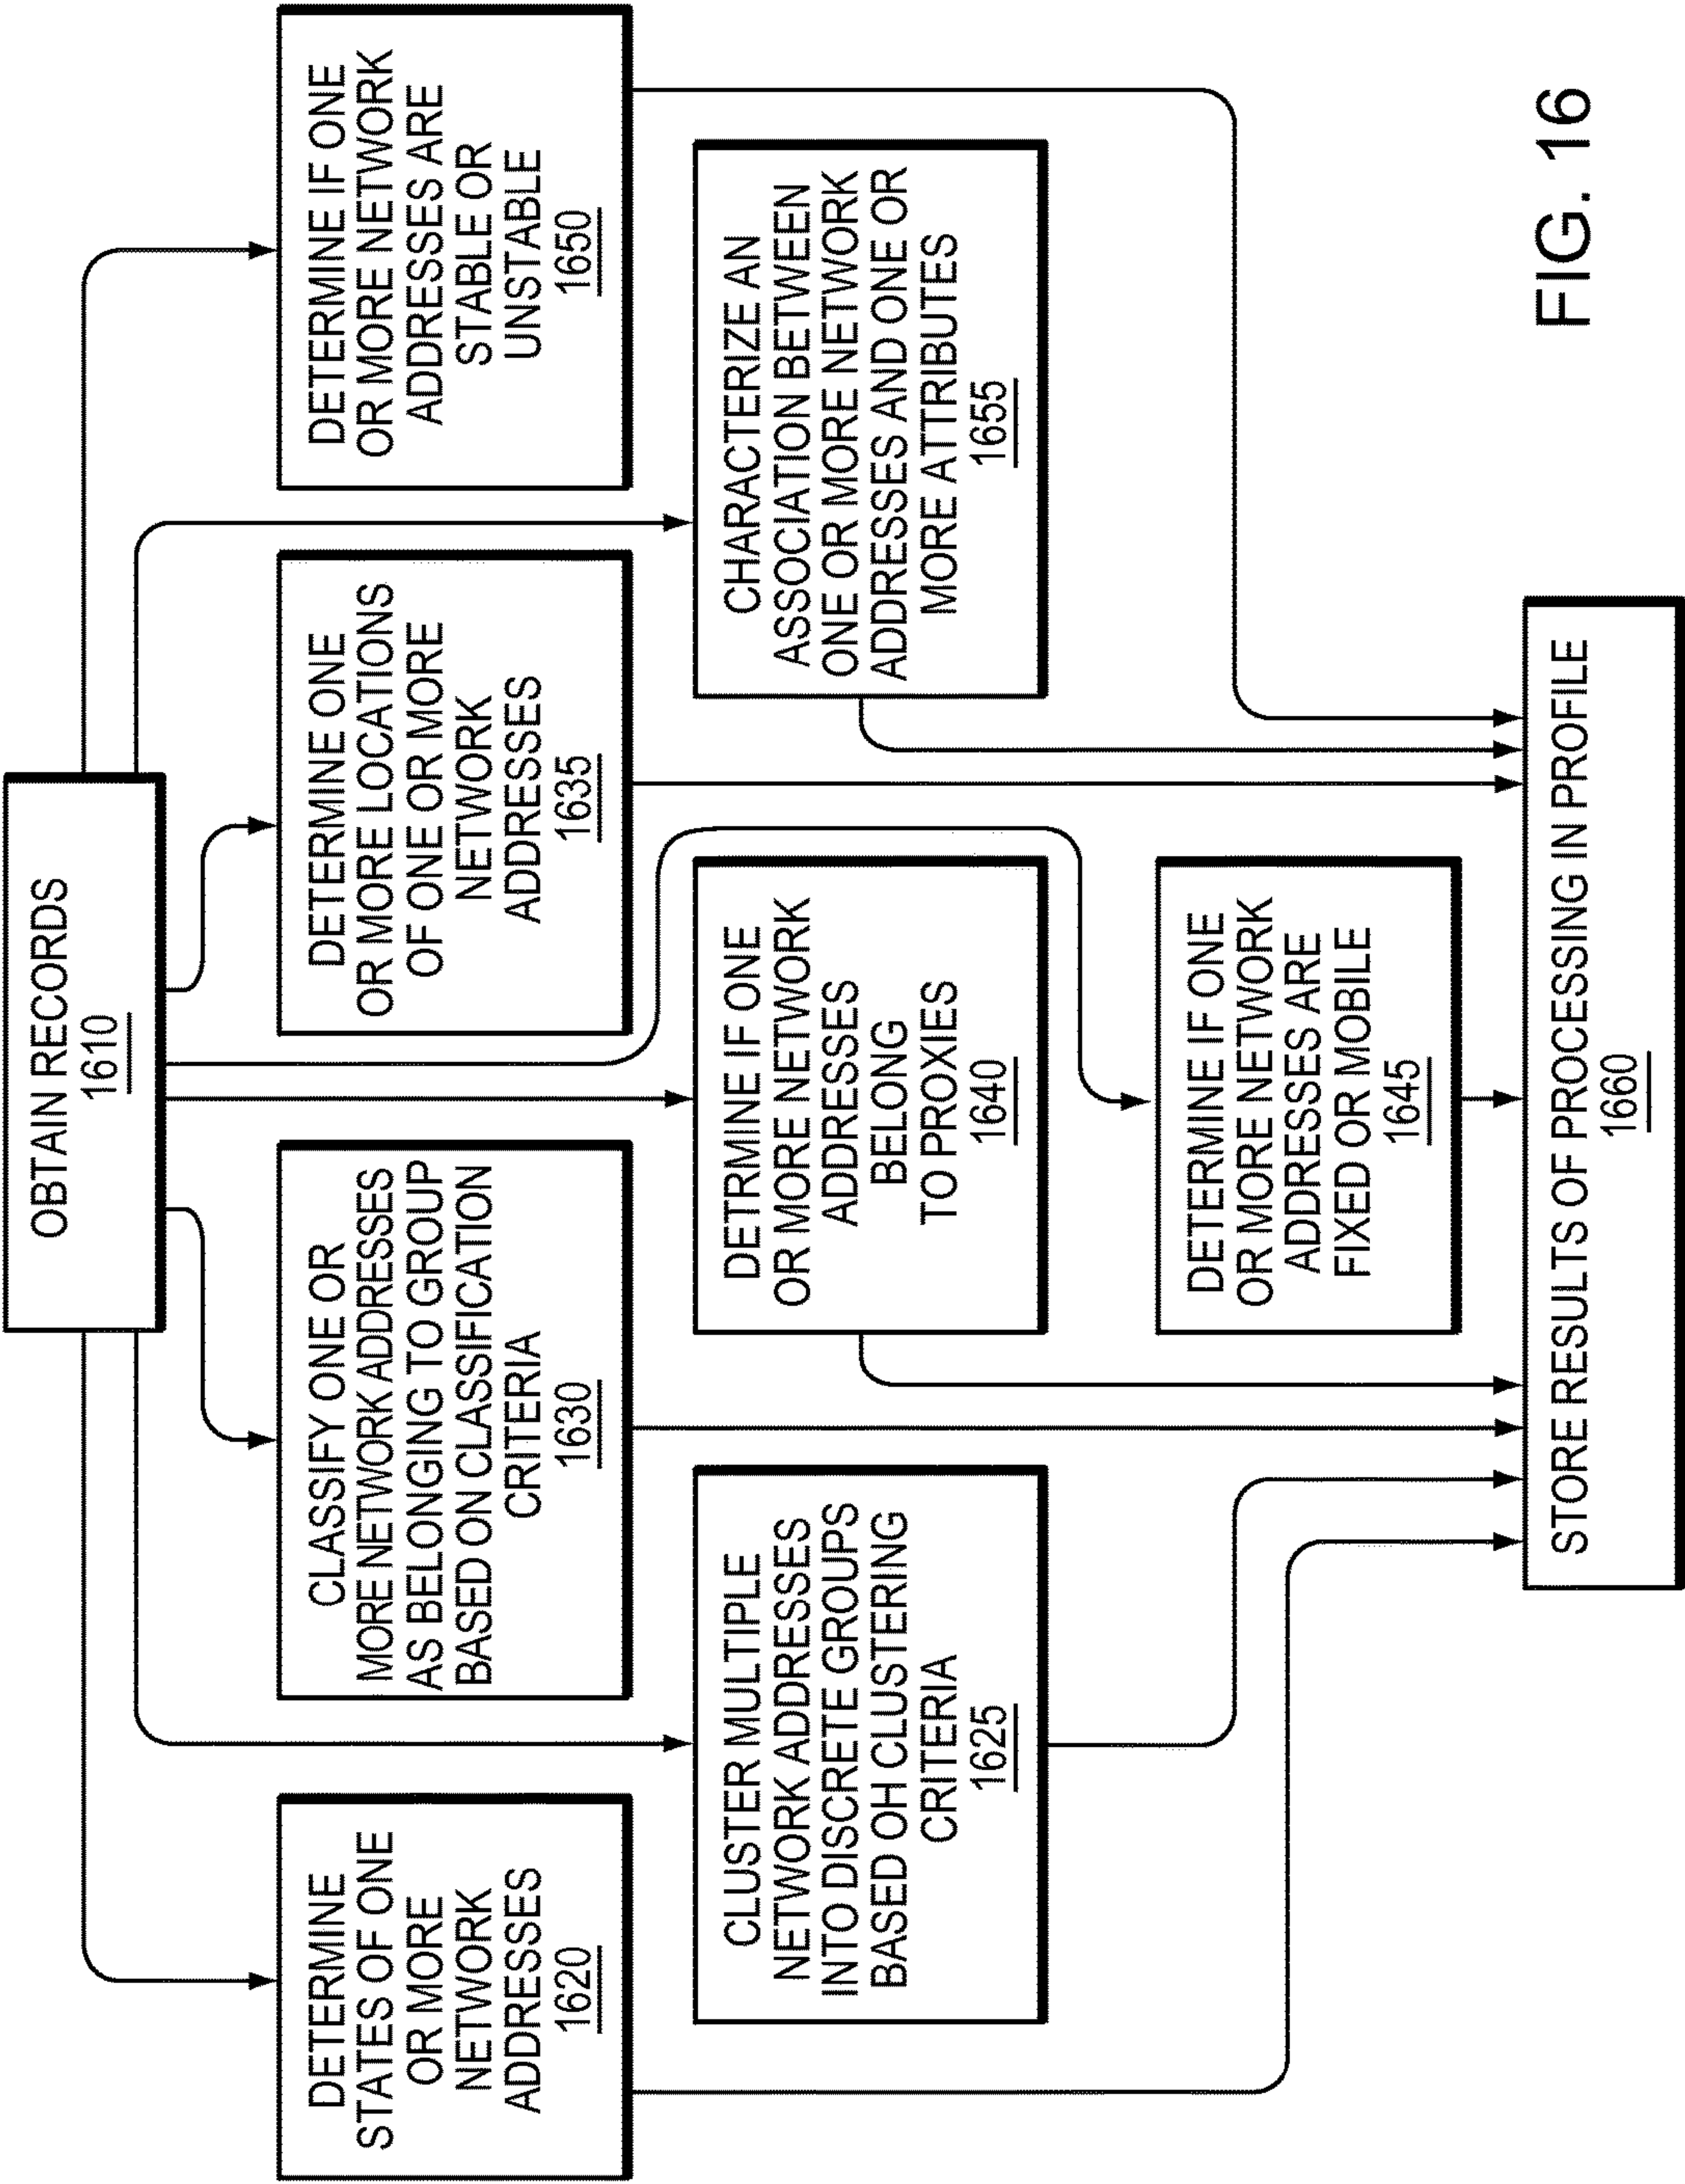 OBTAIN RECORDS
1610
DETERMINE
STATES OF ONE
OR MORE
NETWORK
ADDRESSES
1620
CLASSIFY ONE OR
MORE NETWORK ADDRESSES
AS BELONGING TO GROUP
BASED ON CLASSIFICATION
CRITERIA
1630
DETERMINE ONE
OR MORE LOCATIONS
OF ONE OR MORE
NETWORK
ADDRESSES
1635
DETERMINE IF ONE
OR MORE NETWORK
ADDRESSES ARE
STABLE OR
UNSTABLE
1650
CLUSTER MULTIPLE
NETWORK ADDRESSES
INTO DISCRETE GROUPS
BASED OH CLUSTERING
CRITERIA
1625
DETRMINE IF ONE
OR MORE NETWORK
ADDRESSES
BELONG
TO PROXIES
1640
CHARACTERIZE AN
ASSOCIATION BETWEEN
ONE OR MORE NETWORK
ADDRESSES AND ONE OR
MORE ATTRIBUTES
1655
DETERMINE IF ONE
OR MORE NETWORK
ADDRESSES ARE
FIXED OR MOBILE
1645
STORE RESULTS OF PROCESSING IN PROFILE
1660
FIG. 16